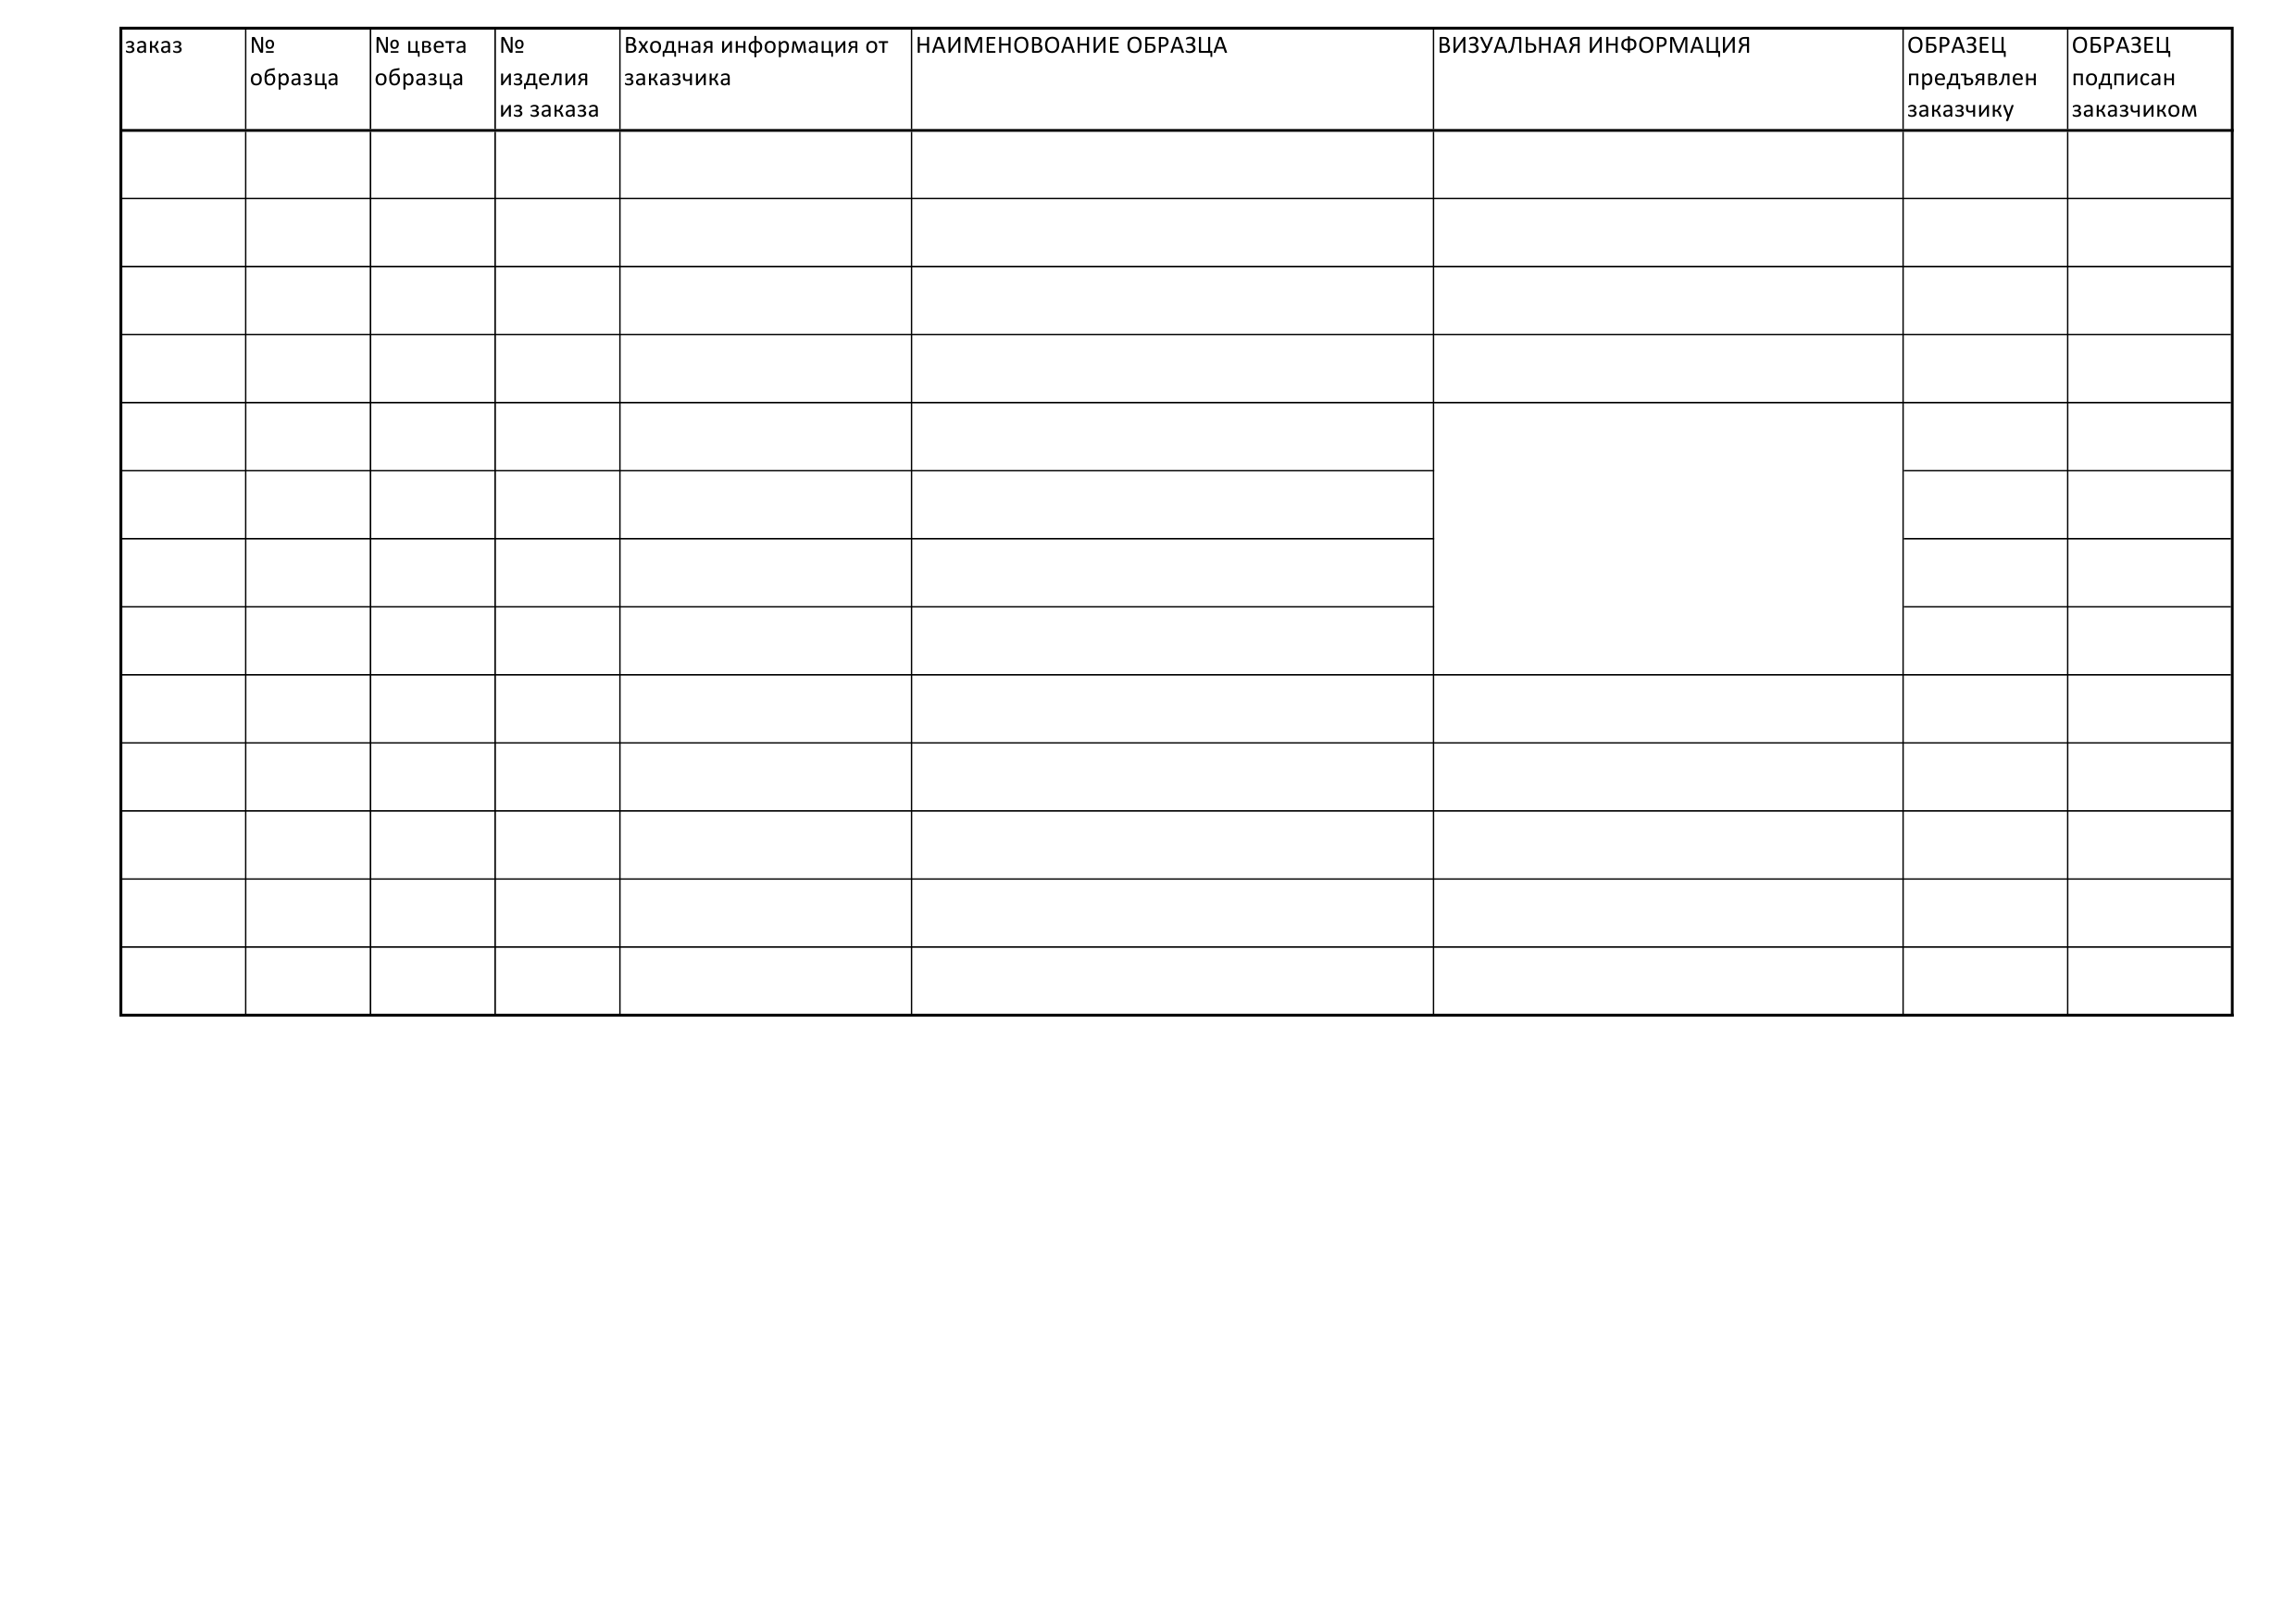 заказ
№
образца
№ цвета
образца
№
изделия
из заказа
Входная информация от
заказчика
НАИМЕНОВОАНИЕ ОБРАЗЦА
ВИЗУАЛЬНАЯ ИНФОРМАЦИЯ
ОБРАЗЕЦ
предъявлен
заказчику
ОБРАЗЕЦ
подписан
заказчиком